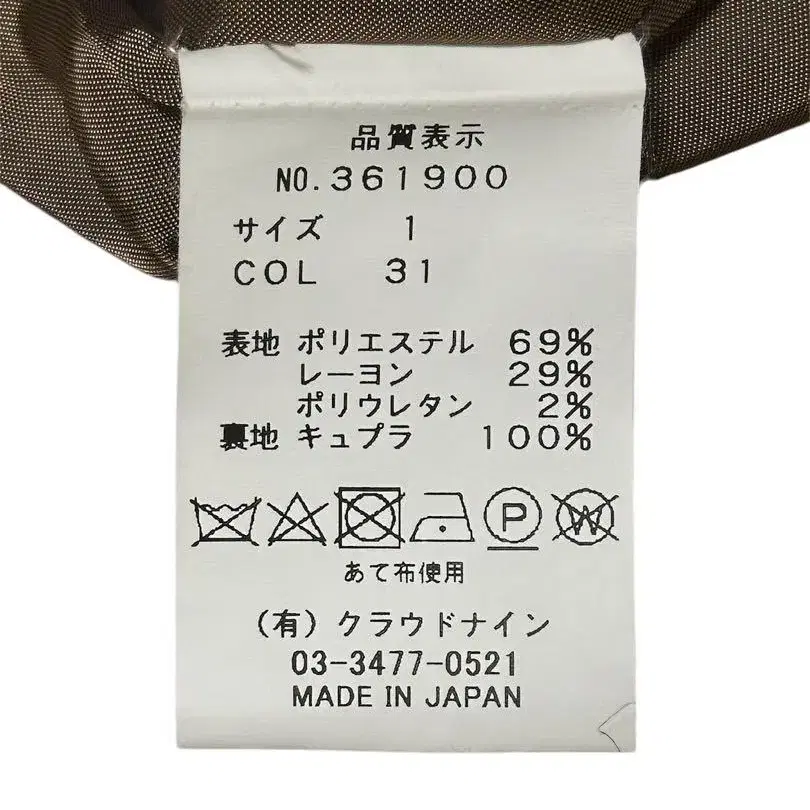 品質表示
NO.361900
サイズ 1
COL 31
表地 ポリエステル 69%
レーヨン 29%
ポリウレタン 2%
裏地 キュプラ 100%
P W
あて布使用
(有) クラウドナイン
03-3477-0521
MADE IN JAPAN